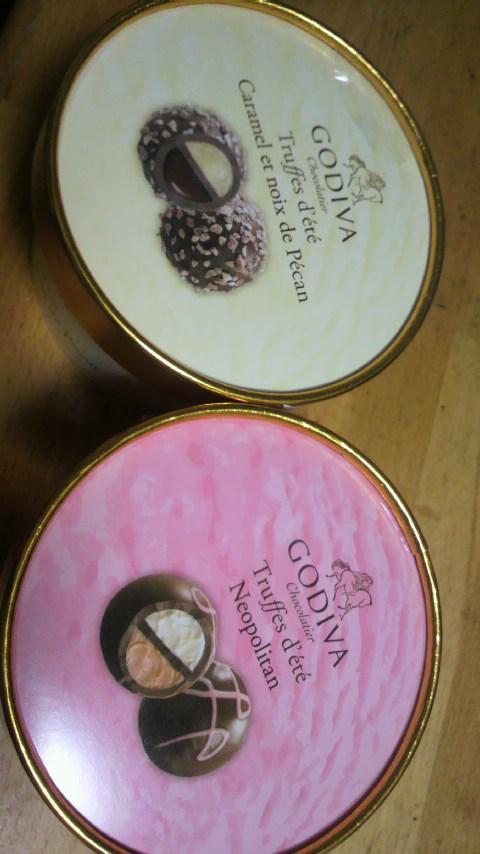 GODIVA
Chocolatier
Truffes d'été
Caramel et noix de Pécan
GODIVA
Chocolatier
Truffes d'été
Neopolitan